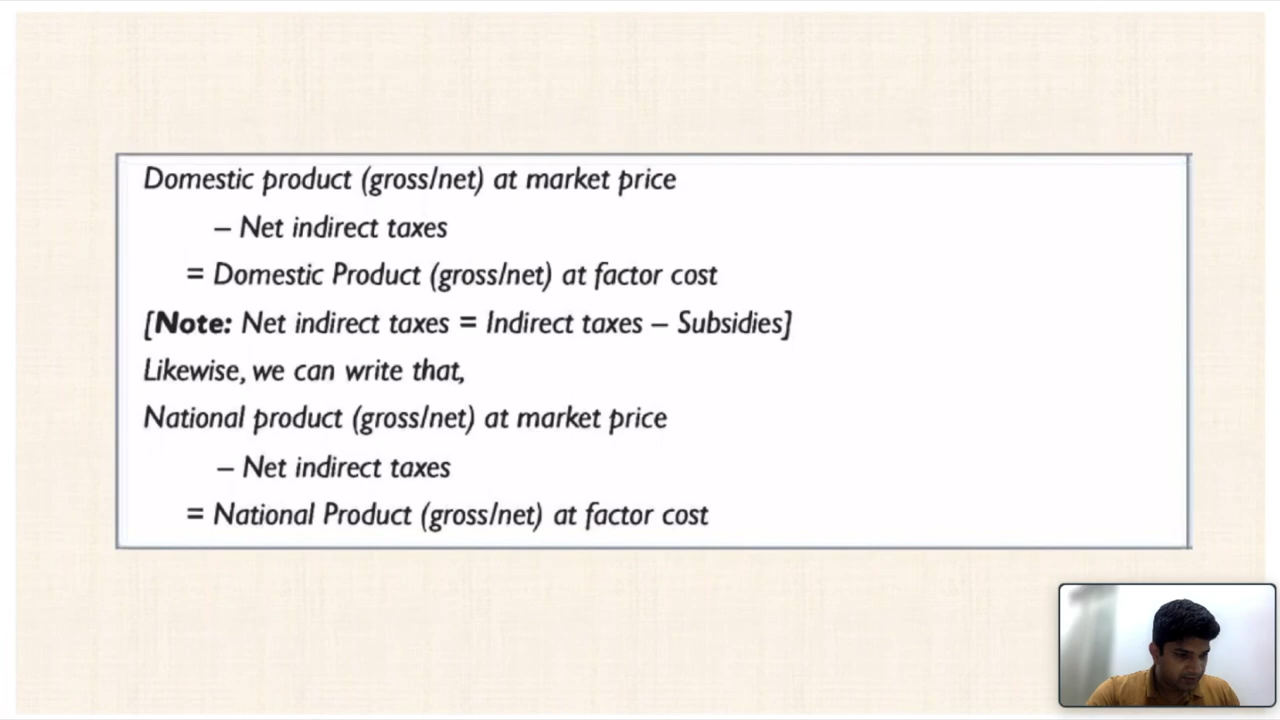 Domestic product (gross/net) at market price
– Net indirect taxes
= Domestic Product (gross/net) at factor cost
[Note: Net indirect taxes = Indirect taxes – Subsidies]
Likewise, we can write that,
National product (gross/net) at market price
– Net indirect taxes
= National Product (gross/net) at factor cost